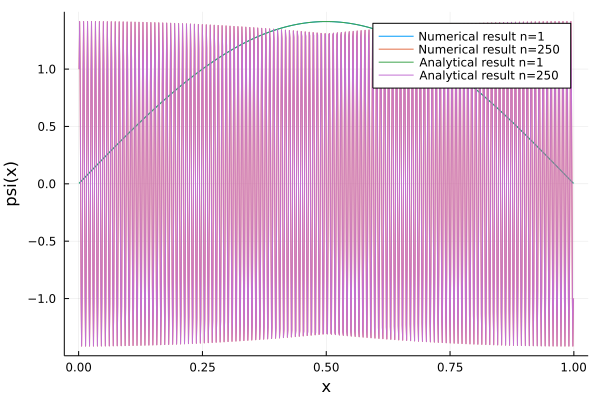 Numerical result n=1
Numerical result n=250
Analytical result n=1
Analytical result n=250
1.0
0.5
0.0
−0.5
−1.0
psi(x)
0.00 0.25 0.50 0.75 1.00
x